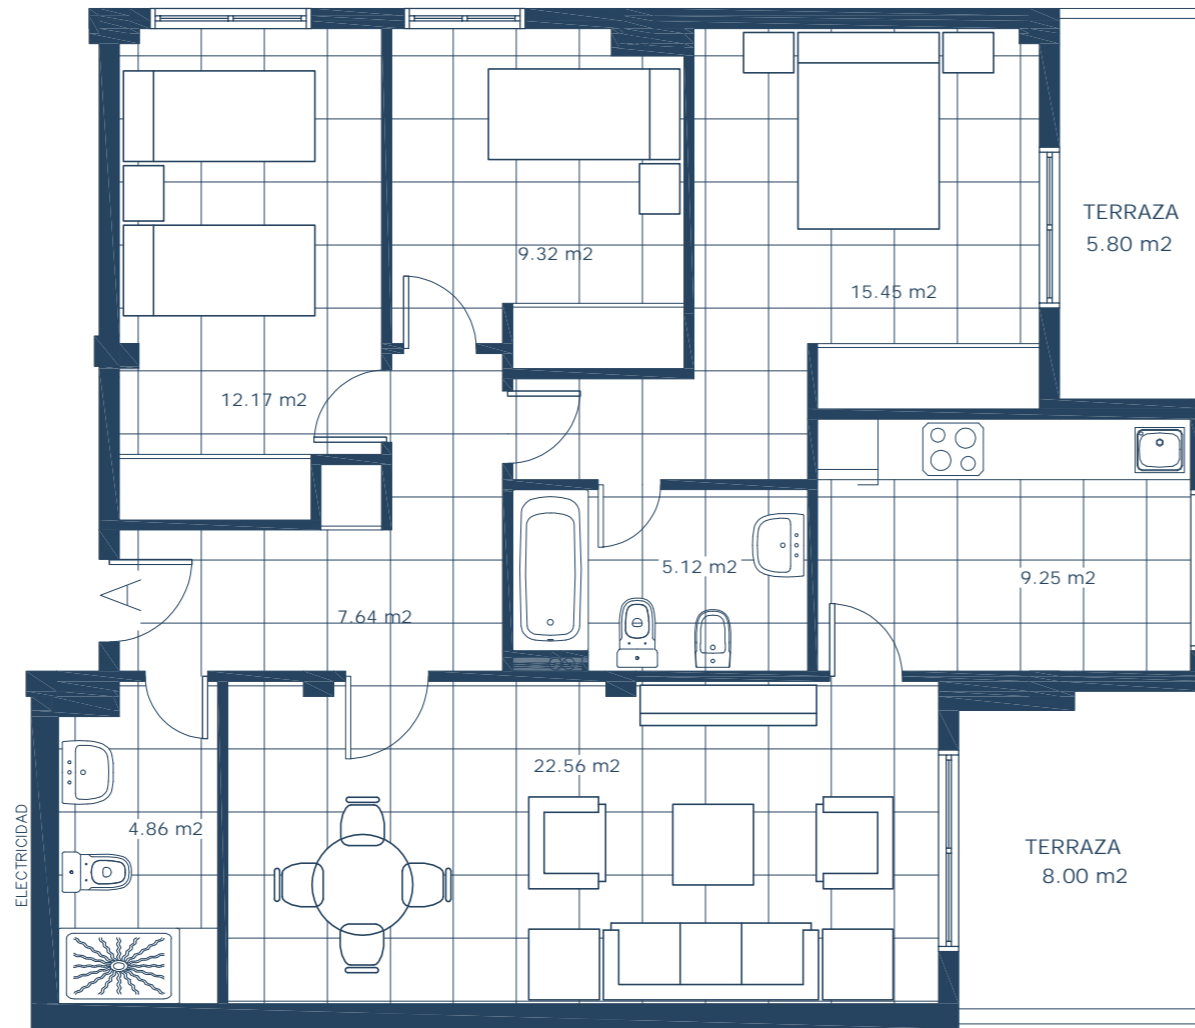 TERRAZA
5.80 m2
9.32 m2
15.45 m2
12.17 m2
5.12 m2
9.25 m2
A
7.64 m2
22.56 m2
4.86 m2
ELECTRICIDAD
TERRAZA
8.00 m2